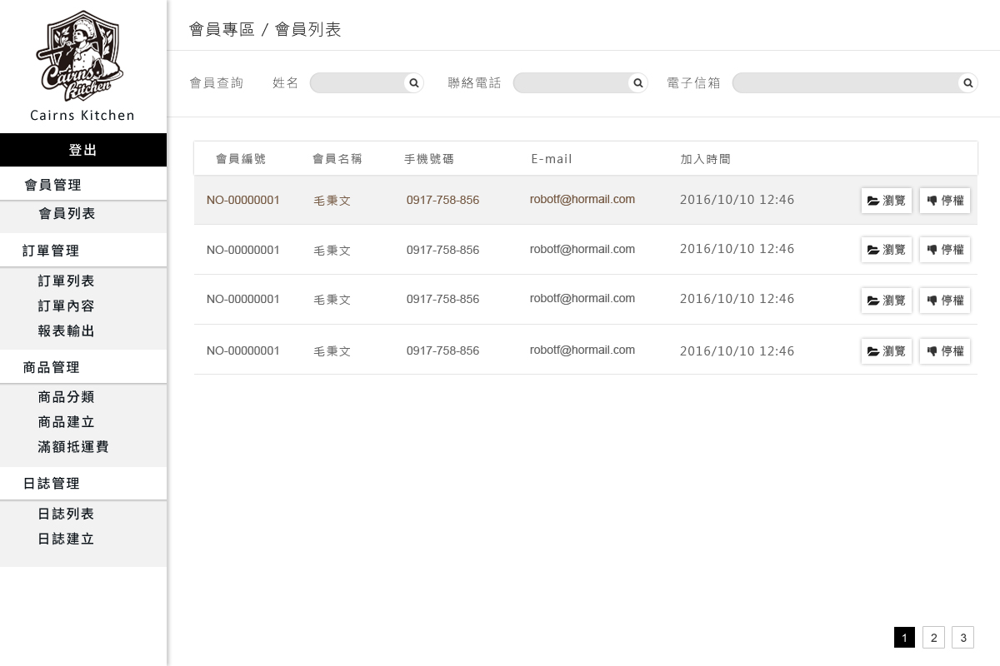 Cairns
Kitchen
Cairns Kitchen
登出
會員管理
會員列表
訂單管理
訂單列表
訂單內容
報表輸出
商品管理
商品分類
商品建立
滿額抵運費
日誌管理
日誌列表
日誌建立
會員專區 / 會員列表
會員查詢 姓名 聯絡電話 電子信箱
會員編號 會員名稱 手機號碼 E-mail 加入時間
NO-00000001 毛秉文 0917-758-856 robotf@hormail.com 2016/10/10 12:46 瀏覽 停權
NO-00000001 毛秉文 0917-758-856 robotf@hormail.com 2016/10/10 12:46 瀏覽 停權
NO-00000001 毛秉文 0917-758-856 robotf@hormail.com 2016/10/10 12:46 瀏覽 停權
NO-00000001 毛秉文 0917-758-856 robotf@hormail.com 2016/10/10 12:46 瀏覽 停權
1 2 3